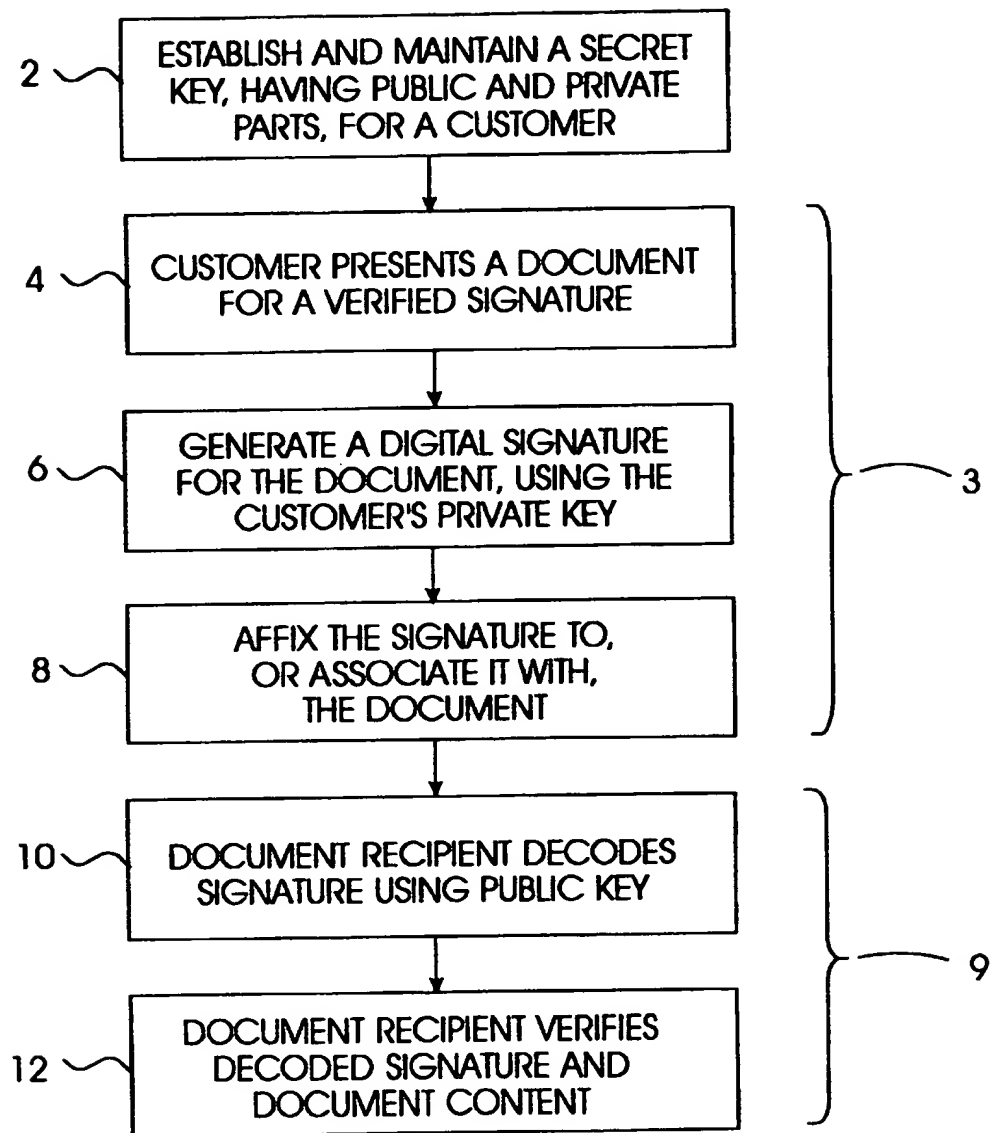 2
ESTABLISH AND MAINTAIN A SECRET
KEY, HAVING PUBLIC AND PRIVATE
PARTS, FOR A CUSTOMER
4
CUSTOMER PRESENTS A DOCUMENT
FOR A VERIFIED SIGNATURE
6
GENERATE A DIGITAL SIGNATURE
FOR THE DOCUMENT, USING THE
CUSTOMER'S PRIVATE KEY
3
8
AFFIX THE SIGNATURE TO,
OR ASSOCIATE IT WITH,
THE DOCUMENT
10
DOCUMENT RECIPIENT DECODES
SIGNATURE USING PUBLIC KEY
9
12
DOCUMENT RECIPIENT VERIFIES
DECODED SIGNATURE AND
DOCUMENT CONTENT